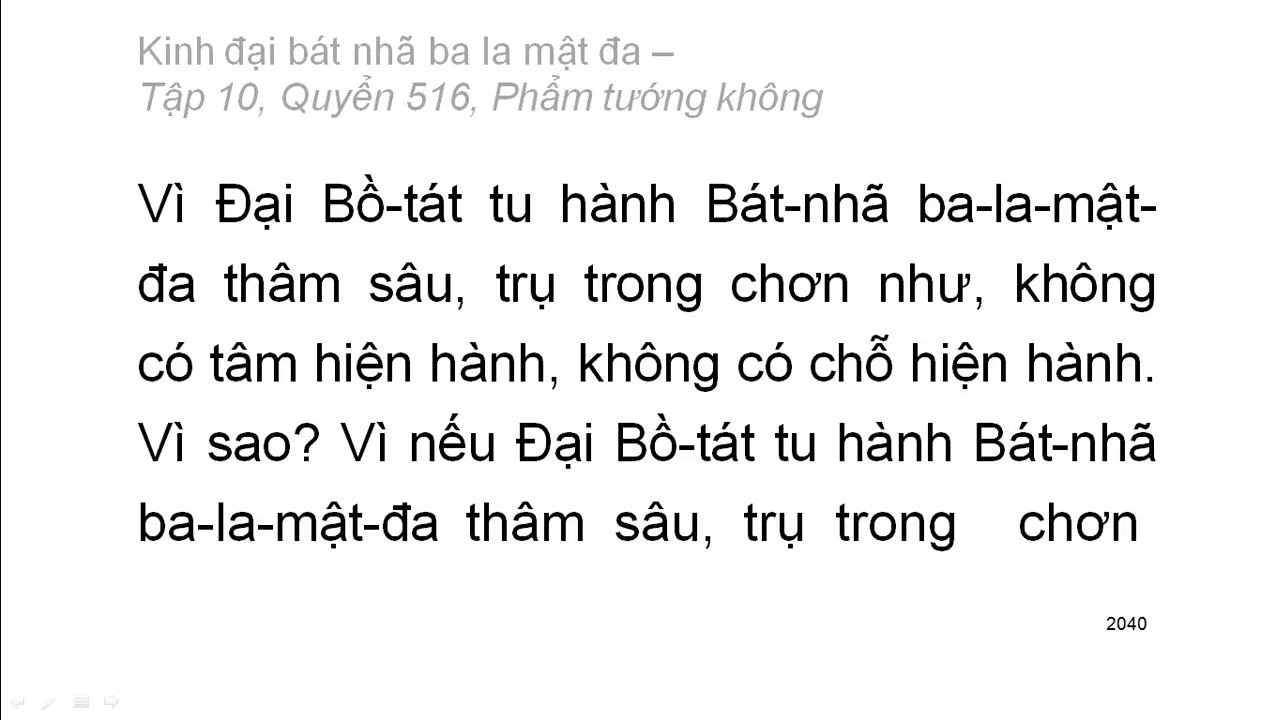 Kinh đại bát nhã ba la mật đa –
Tập 10, Quyển 516, Phẩm tướng không
Vì Đại Bồ-tát tu hành Bát-nhã ba-la-mật-
đa thâm sâu, trụ trong chơn như, không
có tâm hiện hành, không có chỗ hiện hành.
Vì sao? Vì nếu Đại Bồ-tát tu hành Bát-nhã
ba-la-mật-đa thâm sâu, trụ trong chơn
2040